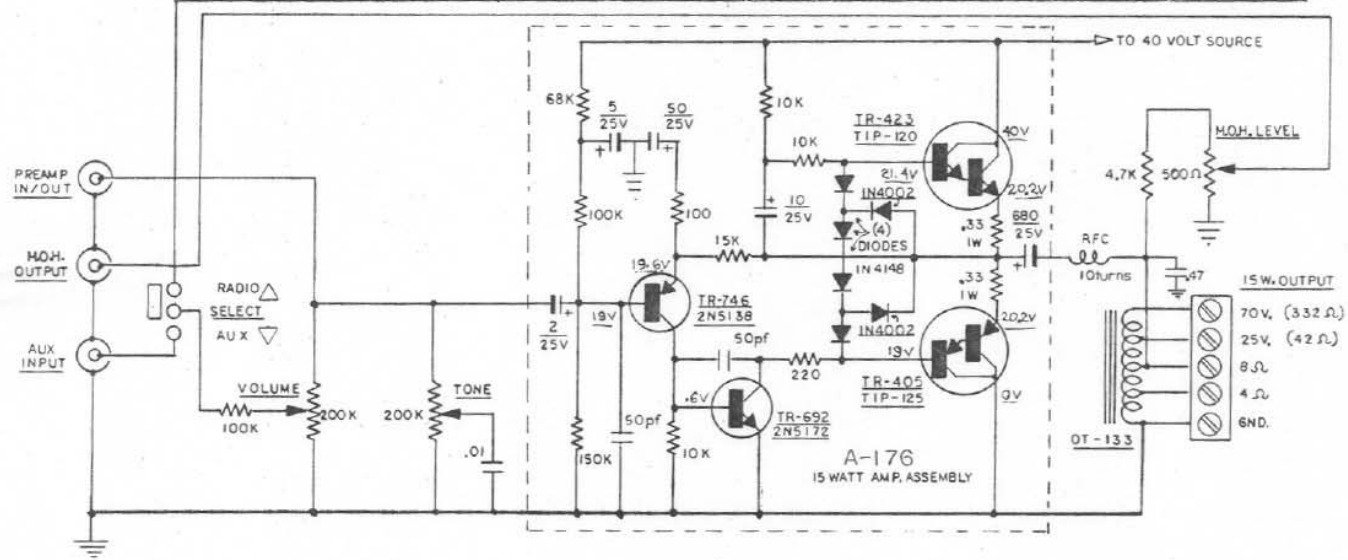 TO 40 VOLT SOURCE
68K
5
25V
50
25V
10K
TR-423
TIP-120
40V
M.O.H. LEVEL
10K
PREAMP
IN/OUT
21.4V
20.2V
4.7K
500Ω
1N4002
100K
100
10
25V
(4)
DIODES
.33
1W
680
25V
RFC
10turns
15K
M.O.H.
OUTPUT
19.6V
1N4148
.33
1W
.47
15W. OUTPUT
RADIO
SELECT
AUX
TR-746
2N5138
70V. (332Ω)
2
25V
19V
1N4002
20.2V
25V. (42Ω)
AUX
INPUT
50pf
220
19V
8Ω
VOLUME
TONE
TR-405
TIP-125
0V
4Ω
.6V
200K
200K
TR-692
2N5172
GND.
100K
50pf
OT-133
.01
150K
10K
A-176
15 WATT AMP. ASSEMBLY